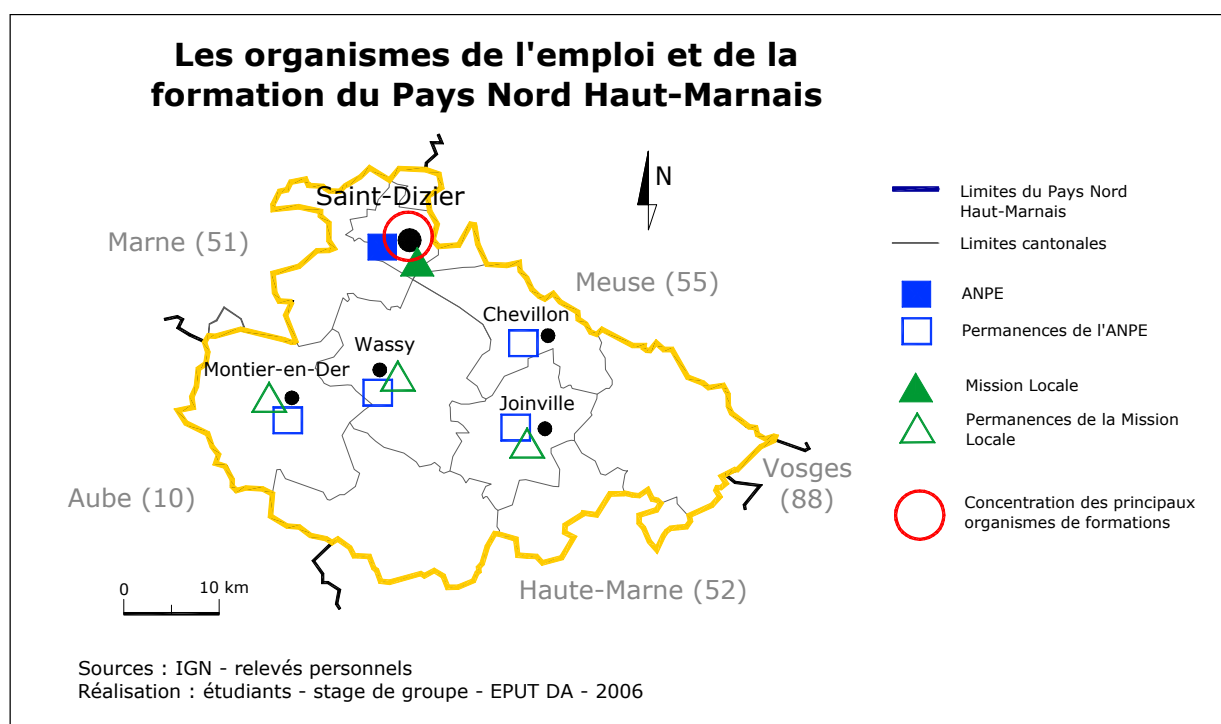 Les organismes de l'emploi et de la
formation du Pays Nord Haut-Marnais
N
Saint-Dizier
Marne (51)
Meuse (55)
Chevillon
Wassy
Montier-en-Der
Joinville
Aube (10)
Vosges
(88)
Haute-Marne (52)
0 10 km
Limites du Pays Nord
Haut-Marnais
Limites cantonales
ANPE
Permanences de l'ANPE
Mission Locale
Permanences de la Mission
Locale
Concentration des principaux
organismes de formations
Sources : IGN - relevés personnels
Réalisation : étudiants - stage de groupe - EPUT DA - 2006